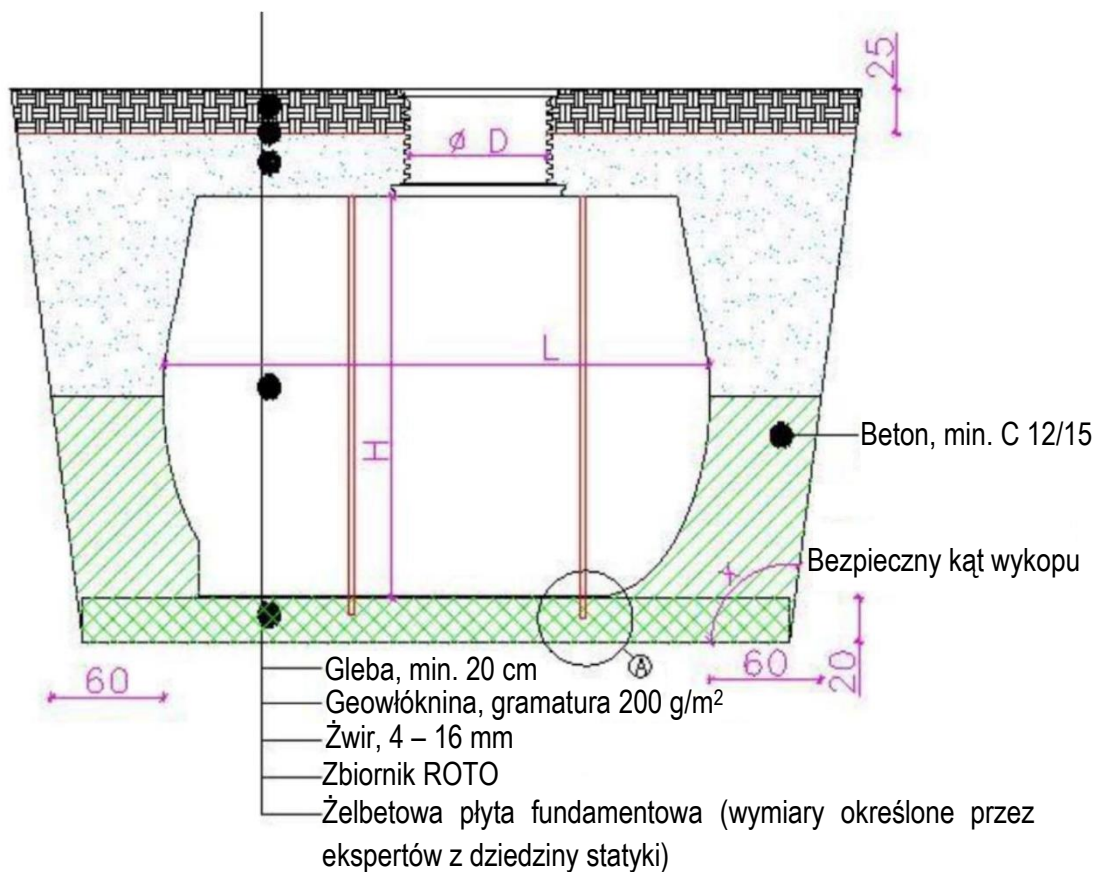 25
ø D
L
H
Beton, min. C 12/15
Bezpieczny kąt wykopu
x
60
A
60
20
Gleba, min. 20 cm
Geowłóknina, gramatura 200 g/m²
Żwir, 4 – 16 mm
Zbiornik ROTO
Żelbetowa płyta fundamentowa (wymiary określone przez
ekspertów z dziedziny statyki)